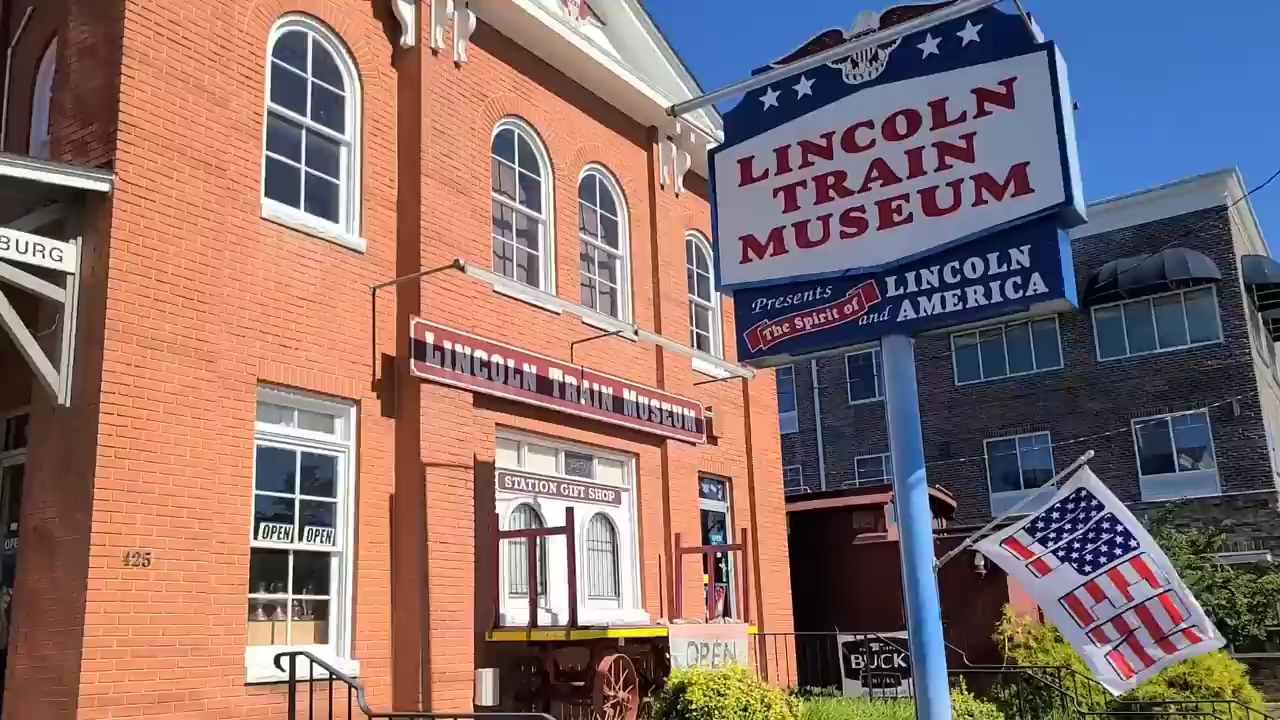 BURG
425
OPEN
OPEN
LINCOLN TRAIN MUSEUM
STATION GIFT SHOP
OPEN
LINCOLN
TRAIN
MUSEUM
Presents
The Spirit of
and
LINCOLN
AMERICA
BUCK